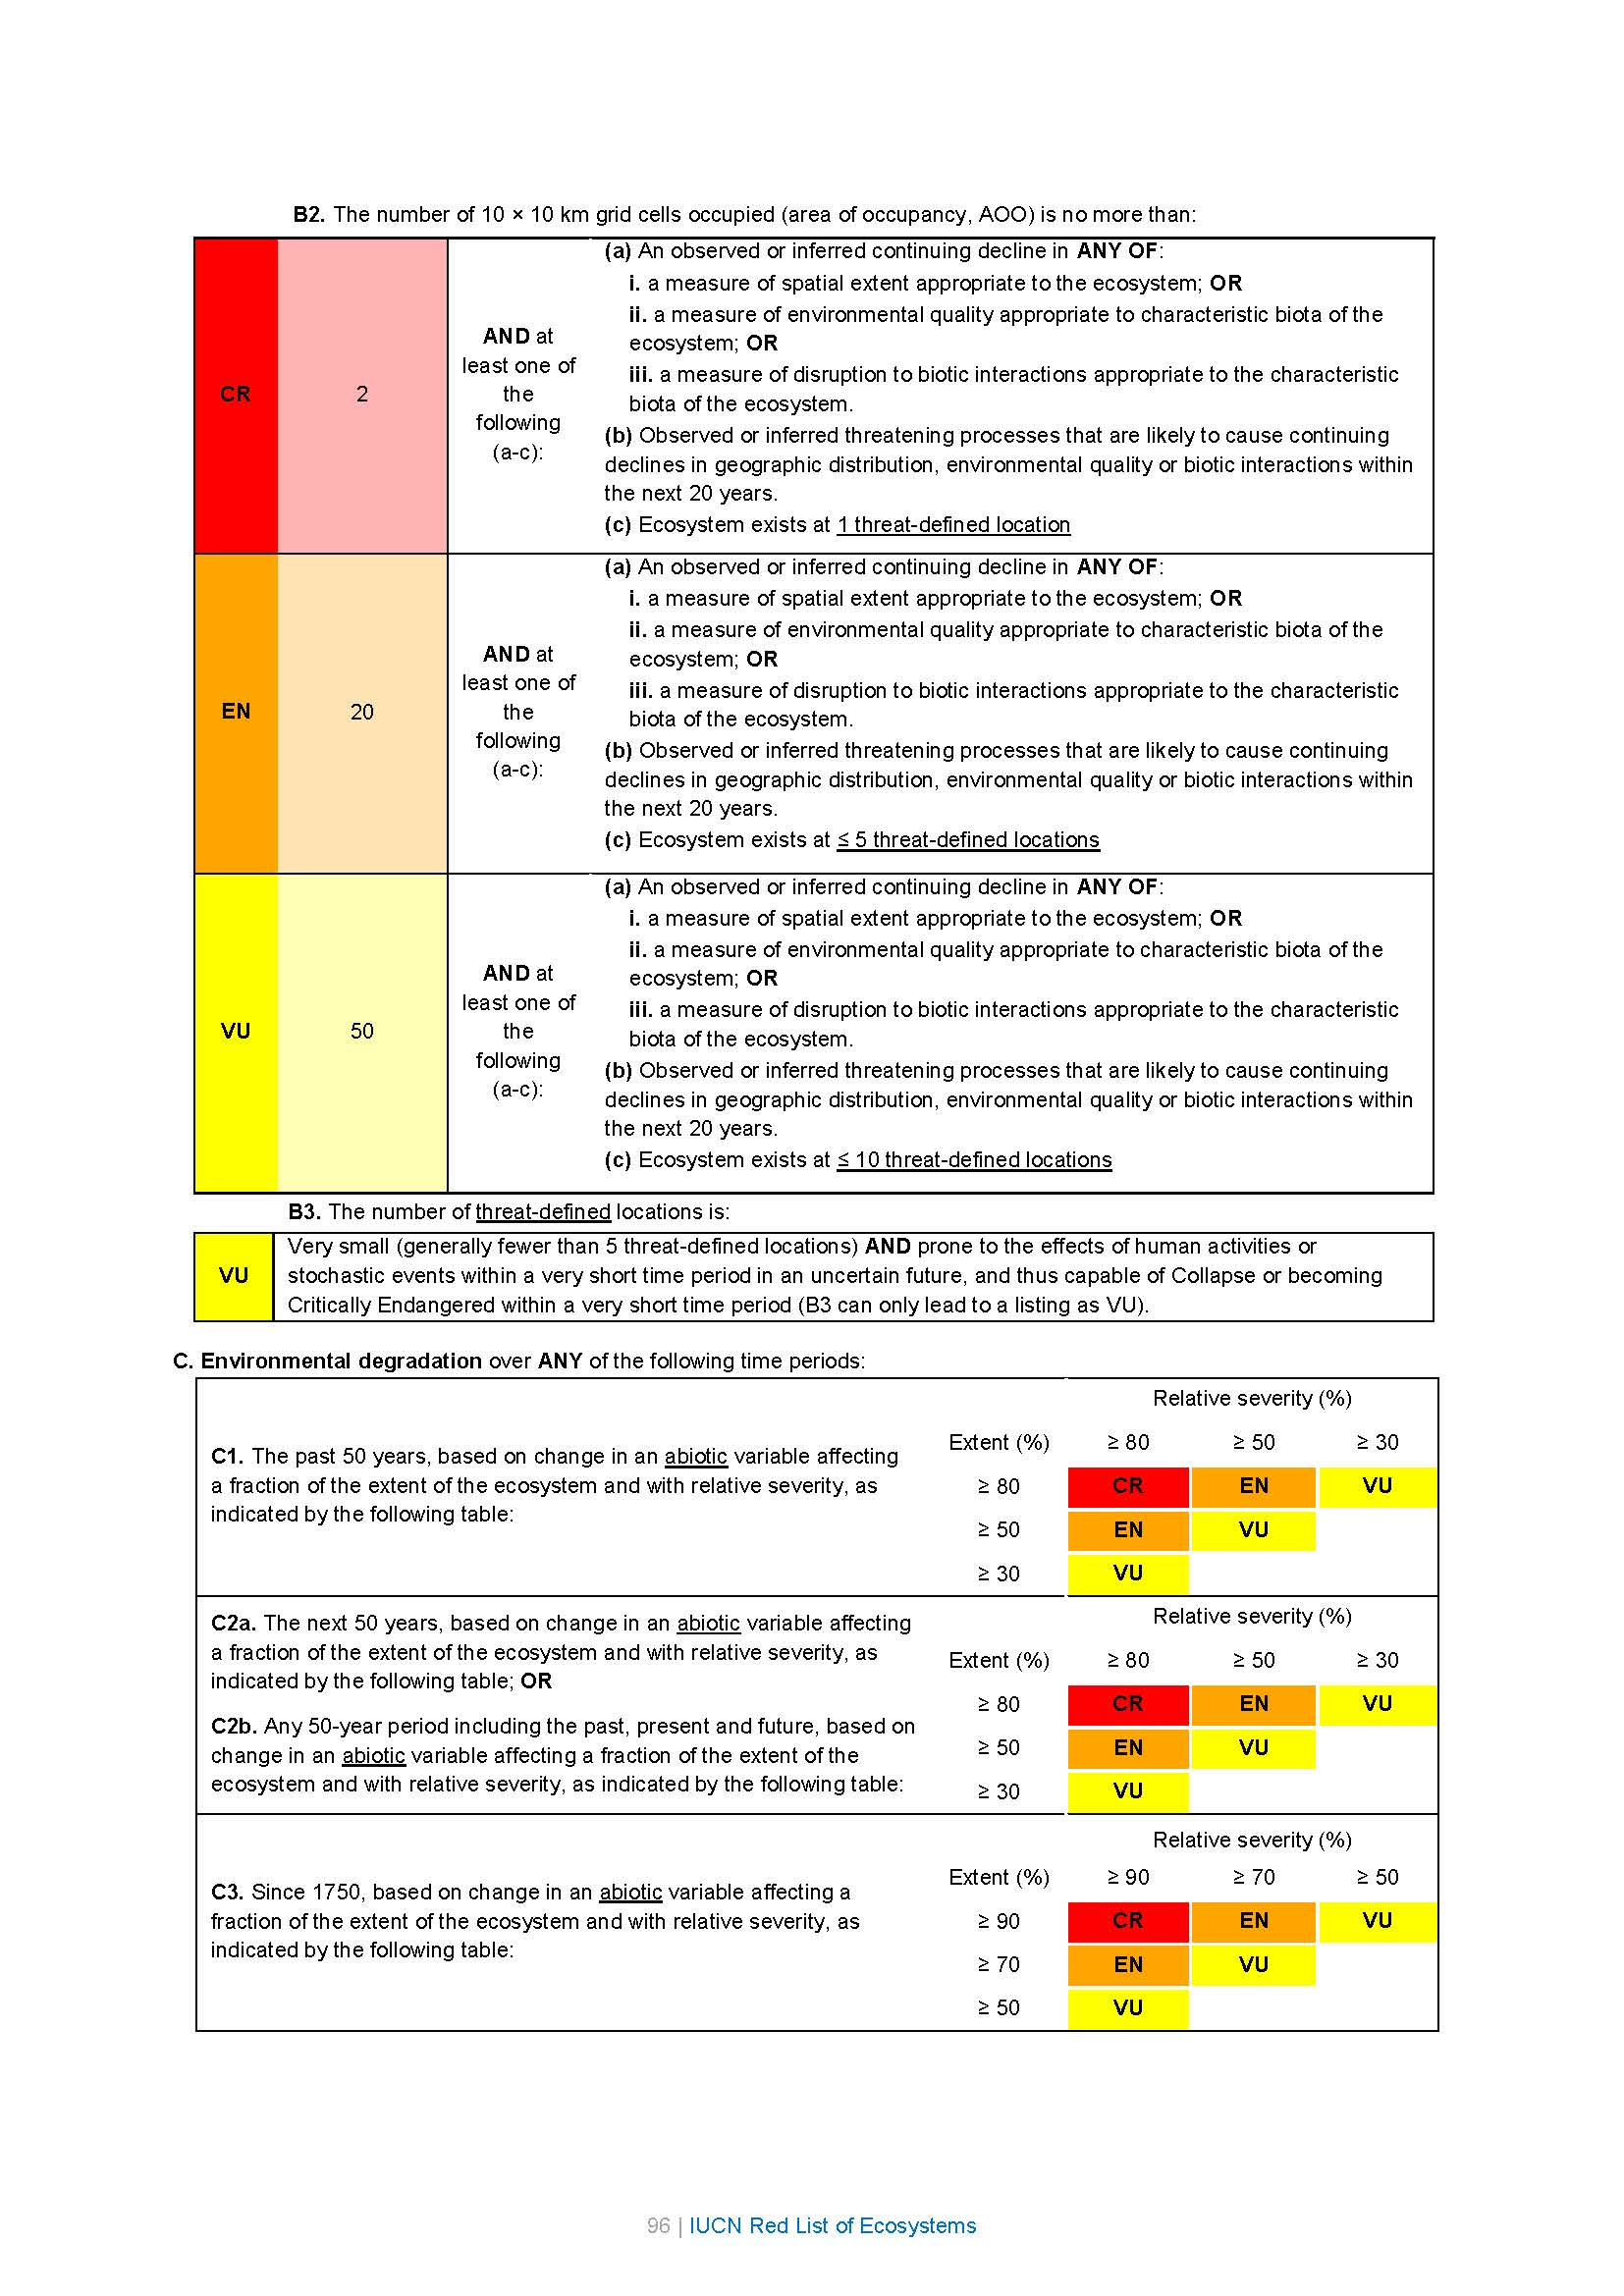 B2. The number of 10 × 10 km grid cells occupied (area of occupancy, AOO) is no more than:
CR
2
AND at
least one of
the
following
(a-c):
(a) An observed or inferred continuing decline in ANY OF:
i. a measure of spatial extent appropriate to the ecosystem; OR
ii. a measure of environmental quality appropriate to characteristic biota of the
ecosystem; OR
iii. a measure of disruption to biotic interactions appropriate to the characteristic
biota of the ecosystem.
(b) Observed or inferred threatening processes that are likely to cause continuing
declines in geographic distribution, environmental quality or biotic interactions within
the next 20 years.
(c) Ecosystem exists at 1 threat-defined location
EN
20
AND at
least one of
the
following
(a-c):
(a) An observed or inferred continuing decline in ANY OF:
i. a measure of spatial extent appropriate to the ecosystem; OR
ii. a measure of environmental quality appropriate to characteristic biota of the
ecosystem; OR
iii. a measure of disruption to biotic interactions appropriate to the characteristic
biota of the ecosystem.
(b) Observed or inferred threatening processes that are likely to cause continuing
declines in geographic distribution, environmental quality or biotic interactions within
the next 20 years.
(c) Ecosystem exists at ≤ 5 threat-defined locations
VU
50
AND at
least one of
the
following
(a-c):
(a) An observed or inferred continuing decline in ANY OF:
i. a measure of spatial extent appropriate to the ecosystem; OR
ii. a measure of environmental quality appropriate to characteristic biota of the
ecosystem; OR
iii. a measure of disruption to biotic interactions appropriate to the characteristic
biota of the ecosystem.
(b) Observed or inferred threatening processes that are likely to cause continuing
declines in geographic distribution, environmental quality or biotic interactions within
the next 20 years.
(c) Ecosystem exists at ≤ 10 threat-defined locations
B3. The number of threat-defined locations is:
VU
Very small (generally fewer than 5 threat-defined locations) AND prone to the effects of human activities or
stochastic events within a very short time period in an uncertain future, and thus capable of Collapse or becoming
Critically Endangered within a very short time period (B3 can only lead to a listing as VU).
C. Environmental degradation over ANY of the following time periods:
C1. The past 50 years, based on change in an abiotic variable affecting
a fraction of the extent of the ecosystem and with relative severity, as
indicated by the following table:
Relative severity (%)
Extent (%) ≥ 80 ≥ 50 ≥ 30
≥ 80 CR EN VU
≥ 50 EN VU
≥ 30 VU
C2a. The next 50 years, based on change in an abiotic variable affecting
a fraction of the extent of the ecosystem and with relative severity, as
indicated by the following table; OR
C2b. Any 50-year period including the past, present and future, based on
change in an abiotic variable affecting a fraction of the extent of the
ecosystem and with relative severity, as indicated by the following table:
Relative severity (%)
Extent (%) ≥ 80 ≥ 50 ≥ 30
≥ 80 CR EN VU
≥ 50 EN VU
≥ 30 VU
C3. Since 1750, based on change in an abiotic variable affecting a
fraction of the extent of the ecosystem and with relative severity, as
indicated by the following table:
Relative severity (%)
Extent (%) ≥ 90 ≥ 70 ≥ 50
≥ 90 CR EN VU
≥ 70 EN VU
≥ 50 VU
96 | IUCN Red List of Ecosystems